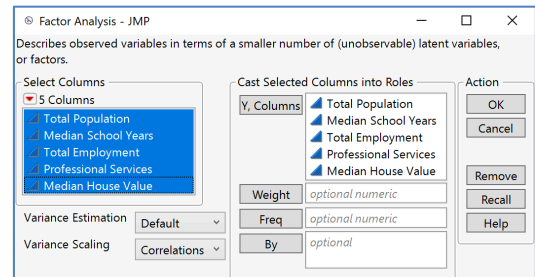 Factor Analysis - JMP
Describes observed variables in terms of a smaller number of (unobservable) latent variables,
or factors.
Select Columns
5 Columns
Total Population
Median School Years
Total Employment
Professional Services
Median House Value
Variance Estimation Default
Variance Scaling Correlations
Cast Selected Columns into Roles
Y, Columns
Total Population
Median School Years
Total Employment
Professional Services
Median House Value
Weight optional numeric
Freq optional numeric
By optional
Action
OK
Cancel
Remove
Recall
Help